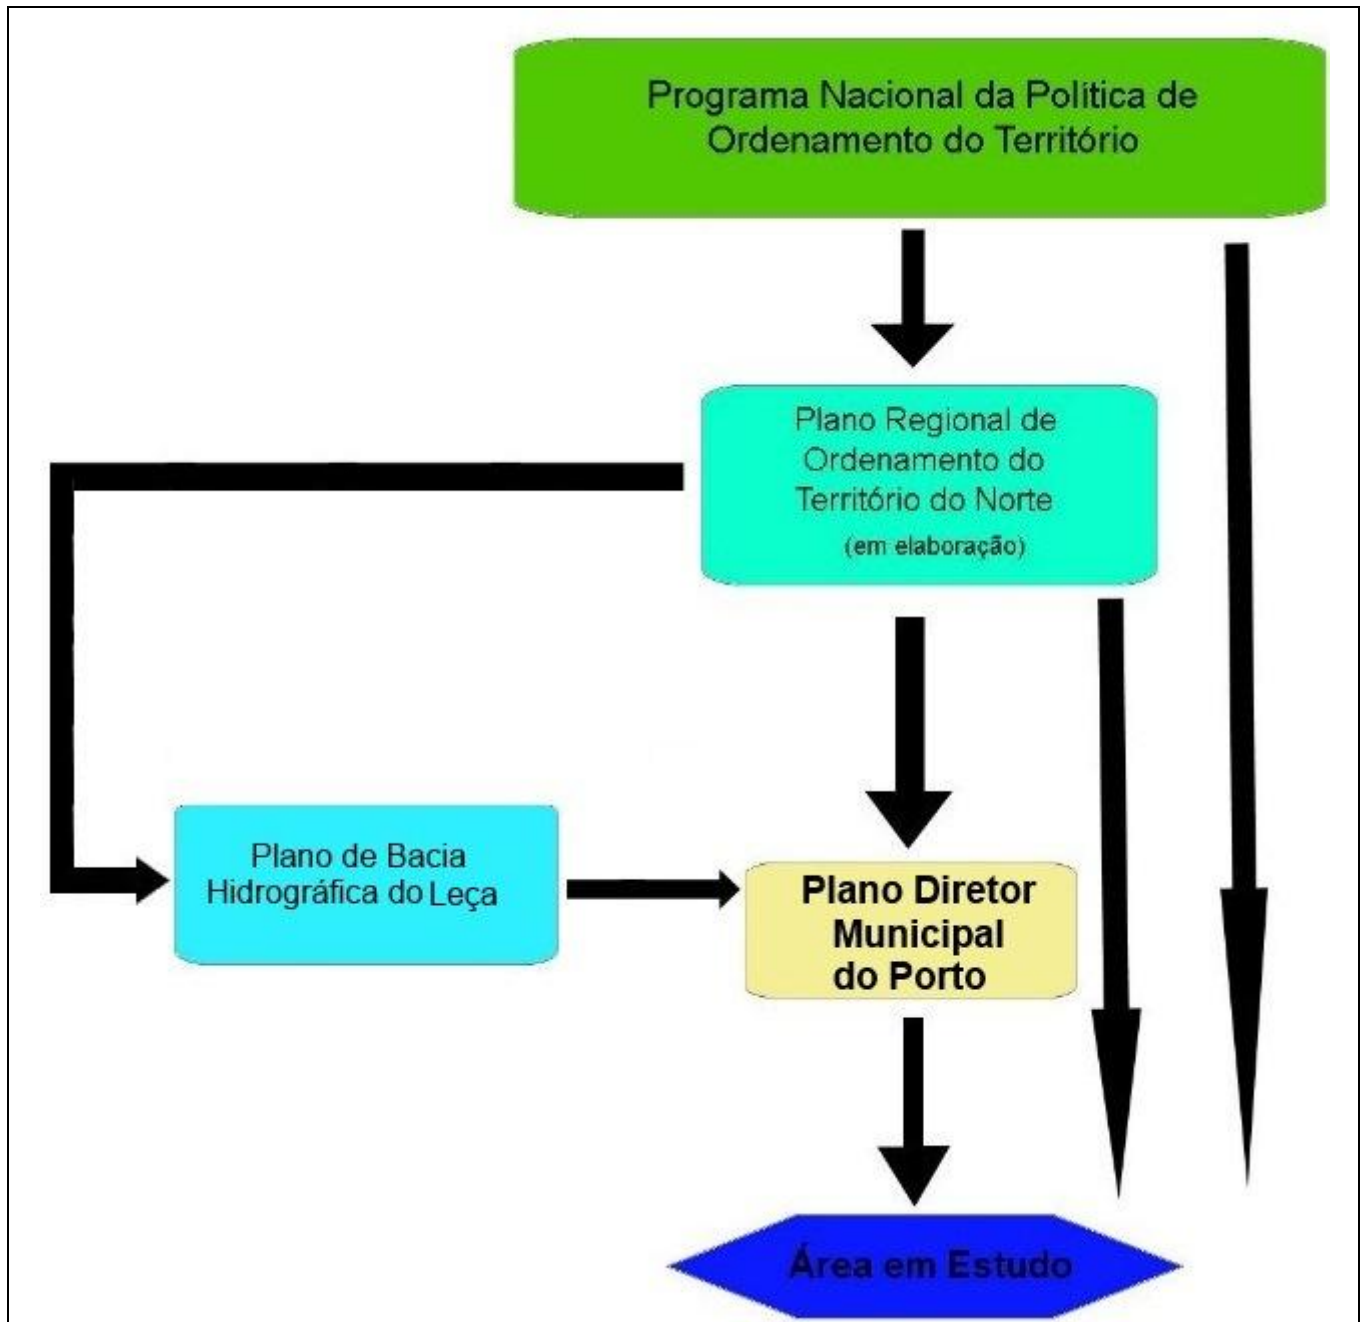 Programa Nacional da Política de
Ordenamento do Território
Plano Regional de
Ordenamento do
Território do Norte
(em elaboração)
Plano de Bacia
Hidrográfica do Leça
Plano Diretor
Municipal
do Porto
Área em Estudo